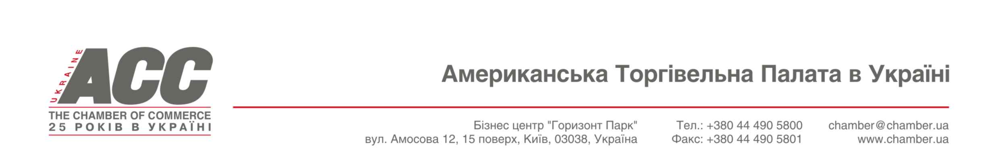 UKRAINE
ACC
THE CHAMBER OF COMMERCE
25 РОКІВ В УКРАЇНІ
Американська Торгівельна Палата в Україні
Бізнес центр "Горизонт Парк"
вул. Амосова 12, 15 поверх, Київ, 03038, Україна
Тел.: +380 44 490 5800
Факс: +380 44 490 5801
chamber@chamber.ua
www.chamber.ua